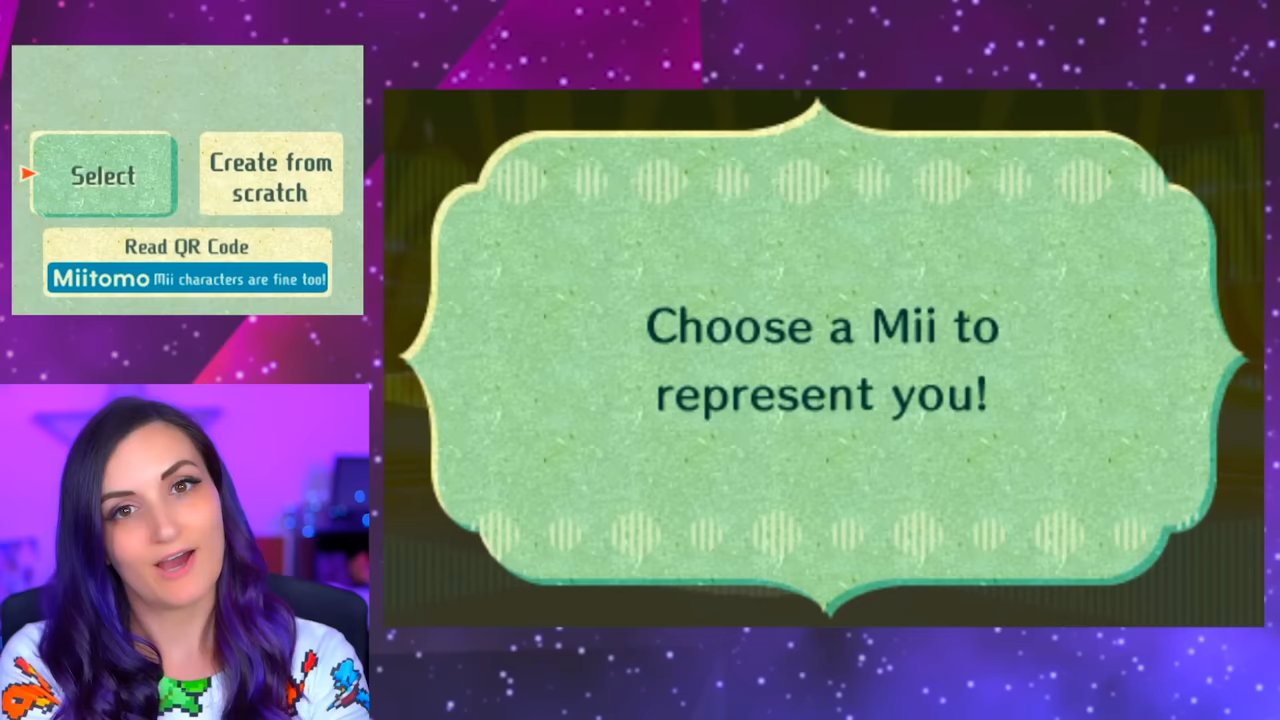 Select
Create from
scratch
Read QR Code
Miitomo Mii characters are fine too!
Choose a Mii to
represent you!